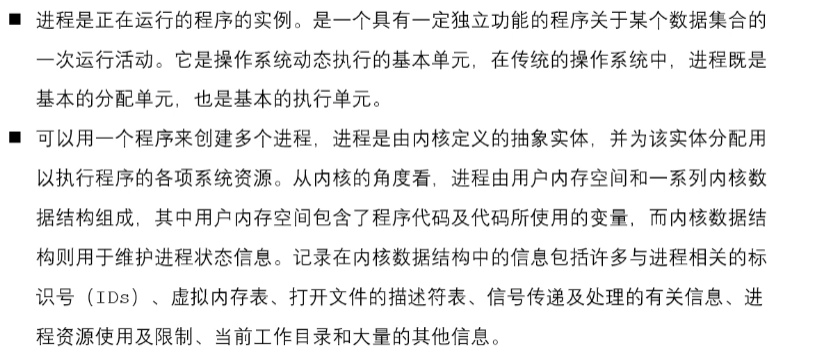 ■ 进程是正在运行的程序的实例。是一个具有一定独立功能的程序关于某个数据集合的
一次运行活动。它是操作系统动态执行的基本单元，在传统的操作系统中，进程既是
基本的分配单元，也是基本的执行单元。
■ 可以用一个程序来创建多个进程，进程是由内核定义的抽象实体，并为该实体分配用
以执行程序的各项系统资源。从内核的角度看，进程由用户内存空间和一系列内核数
据结构组成，其中用户内存空间包含了程序代码及代码所使用的变量，而内核数据结
构则用于维护进程状态信息。记录在内核数据结构中的信息包括许多与进程相关的标
识号（IDs）、虚拟内存表、打开文件的描述符表、信号传递及处理的有关信息、进
程资源使用及限制、当前工作目录和大量的其他信息。